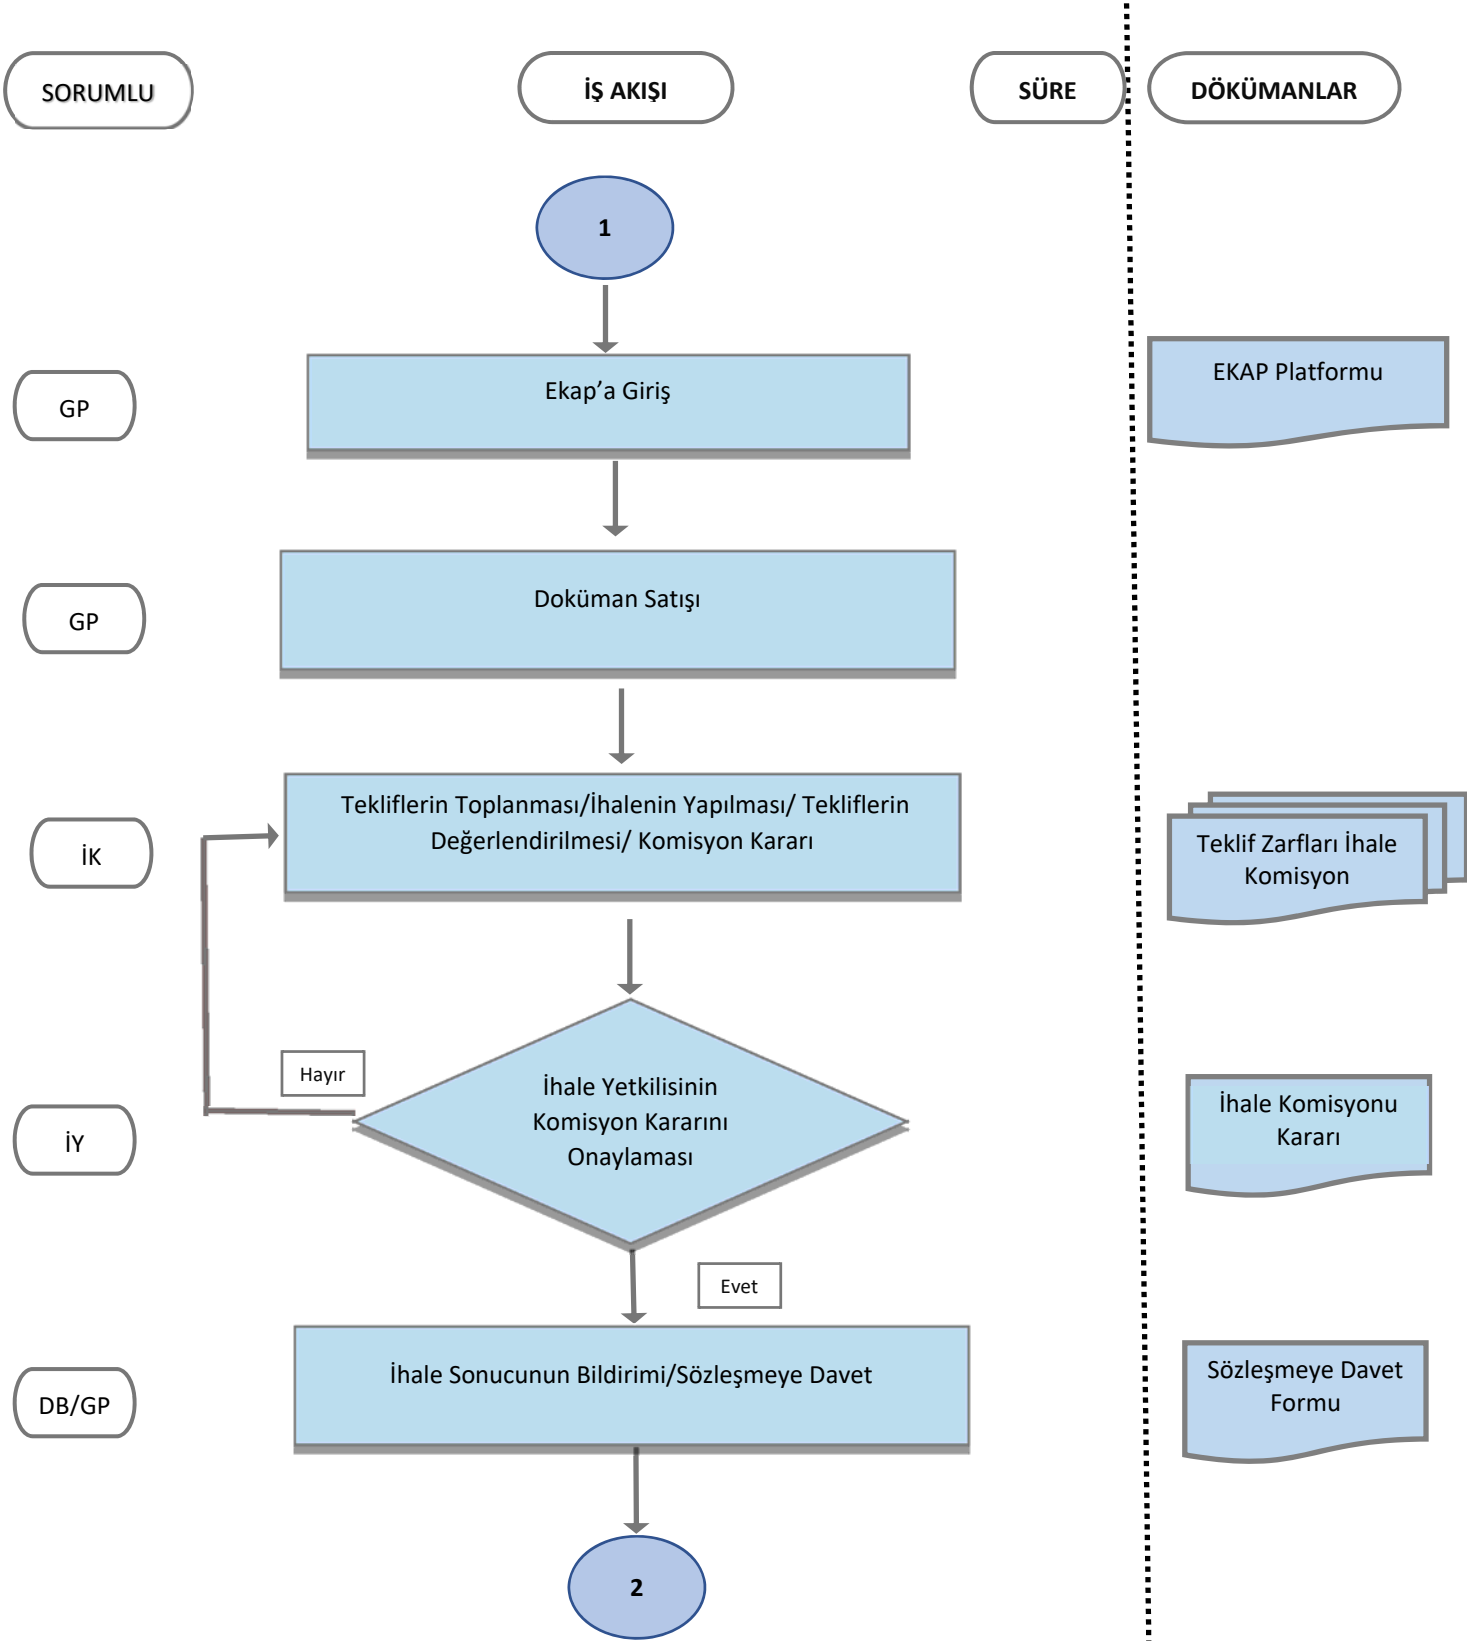 SORUMLU
İŞ AKIŞI
SÜRE
DÖKÜMANLAR
1
GP
Ekap’a Giriş
EKAP Platformu
GP
Doküman Satışı
İK
Tekliflerin Toplanması/İhalenin Yapılması/ Tekliflerin
Değerlendirilmesi/ Komisyon Kararı
Teklif Zarfları İhale
Komisyon
Hayır
İY
İhale Yetkilisinin
Komisyon Kararını
Onaylaması
İhale Komisyonu
Kararı
Evet
DB/GP
İhale Sonucunun Bildirimi/Sözleşmeye Davet
Sözleşmeye Davet
Formu
2